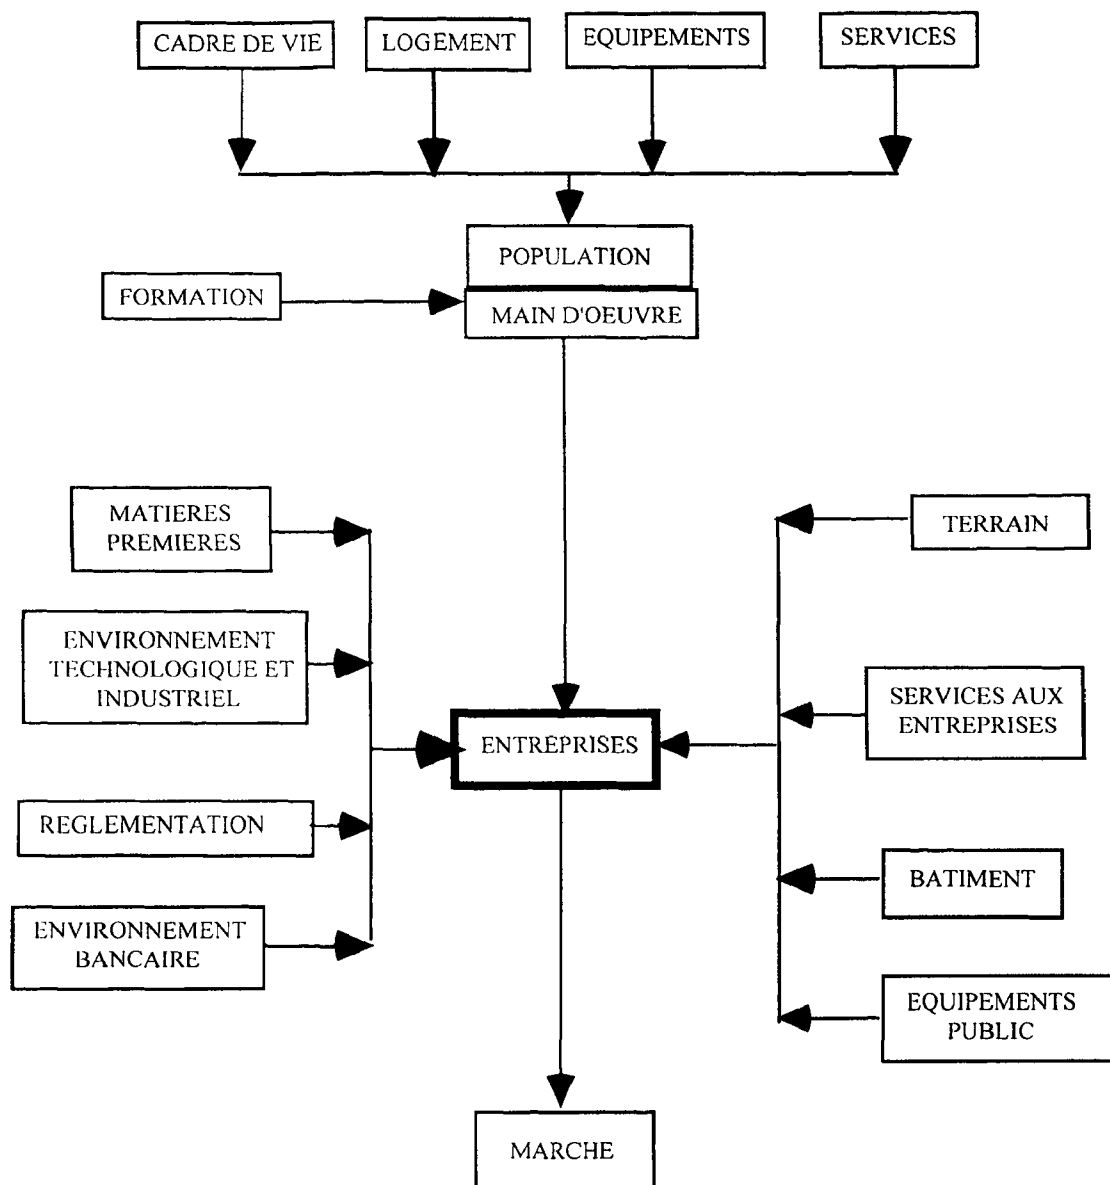 CADRE DE VIE
LOGEMENT
EQUIPEMENTS
SERVICES
POPULATION
FORMATION
MAIN D'OEUVRE
MATIERES
PREMIERES
TERRAIN
ENVIRONNEMENT
TECHNOLOGIQUE ET
INDUSTRIEL
SERVICES AUX
ENTREPRISES
ENTREPRISES
REGLEMENTATION
BATIMENT
ENVIRONNEMENT
BANCAIRE
EQUIPEMENTS
PUBLIC
MARCHE